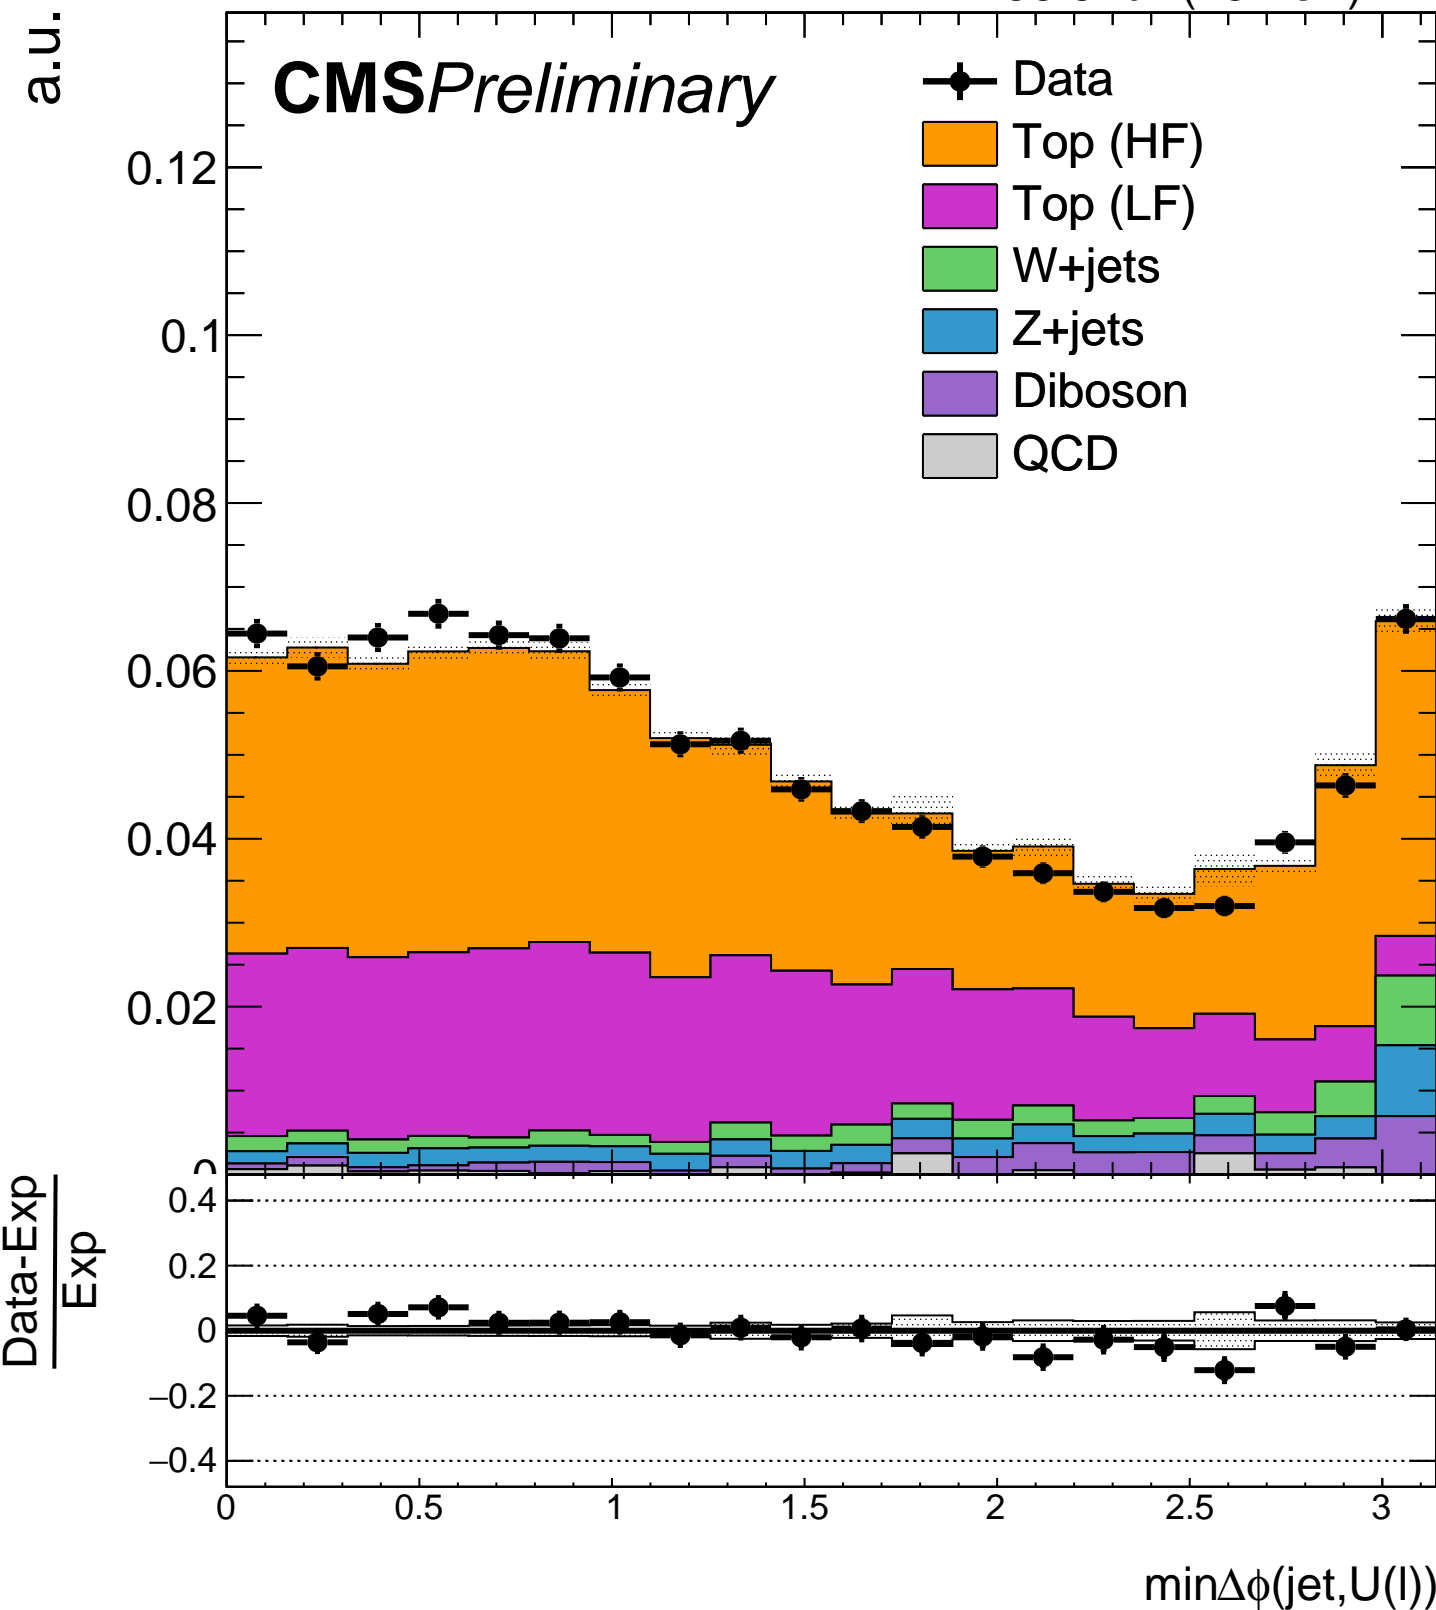 a.u.
CMS Preliminary
Data
Top (HF)
Top (LF)
W+jets
Z+jets
Diboson
QCD
0.12
0.1
0.08
0.06
0.04
0.02
0
Data-Exp
Exp
0.4
0.2
0
−0.2
−0.4
0 0.5 1 1.5 2 2.5 3
minΔϕ(jet,U(l))